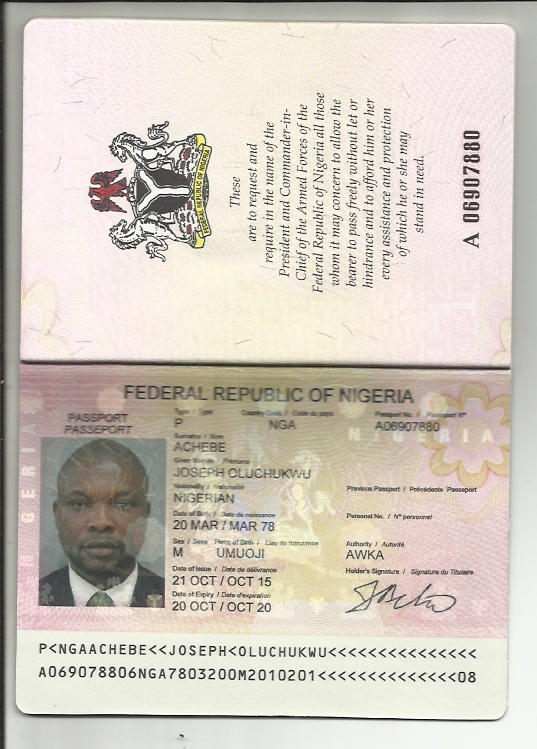 FEDERAL REPUBLIC OF NIGERIA
These
are to request and
require in the name of the
President and Commander-in-
Chief of the Armed Forces of the
Federal Republic of Nigeria all those
whom it may concern to allow the
bearer to pass freely without let or
hindrance and to afford him or her
every assistance and protection
of which he or she may
stand in need.
A 06907880
FEDERAL REPUBLIC OF NIGERIA
PASSPORT
PASSEPORT
Type / Type Country Code / Code du pays Passport No. / Passeport N°
P NGA A06907880
NIGERIA
Surname / Nom
ACHEBE
Given Names / Prénoms
JOSEPH OLUCHUKWU
Nationality / Nationalité Previous Passport / Précédente Passeport
NIGERIAN
Date of Birth / Date de naissance Personal No. / N° personnel
20 MAR / MAR 78
Sex / Sexe Place of Birth / Lieu de naissance Authority / Autorité
M UMUOJI AWKA
Date of Issue / Date de délivrance Holder's Signature / Signature du Titulaire
21 OCT / OCT 15
Date of Expiry / Date d'expiration
20 OCT / OCT 20
P<NGAACHEBE<<JOSEPH<OLUCHUKWU<<<<<<<<<<<<<<<
A069078806NGA7803200M2010201<<<<<<<<<<<<<<08